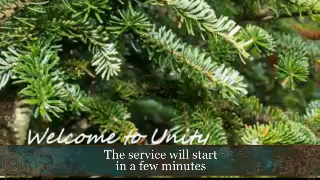 Welcome to Unity
The service will start
in a few minutes